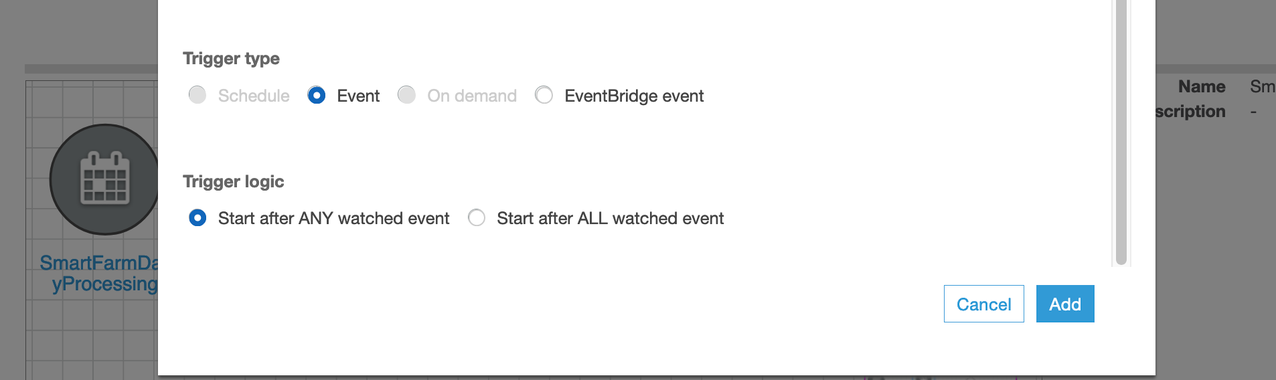 Trigger type
Schedule Event On demand EventBridge event
Name Sm
scription -
Trigger logic
Start after ANY watched event Start after ALL watched event
SmartFarmDa
yProcessing
Cancel Add